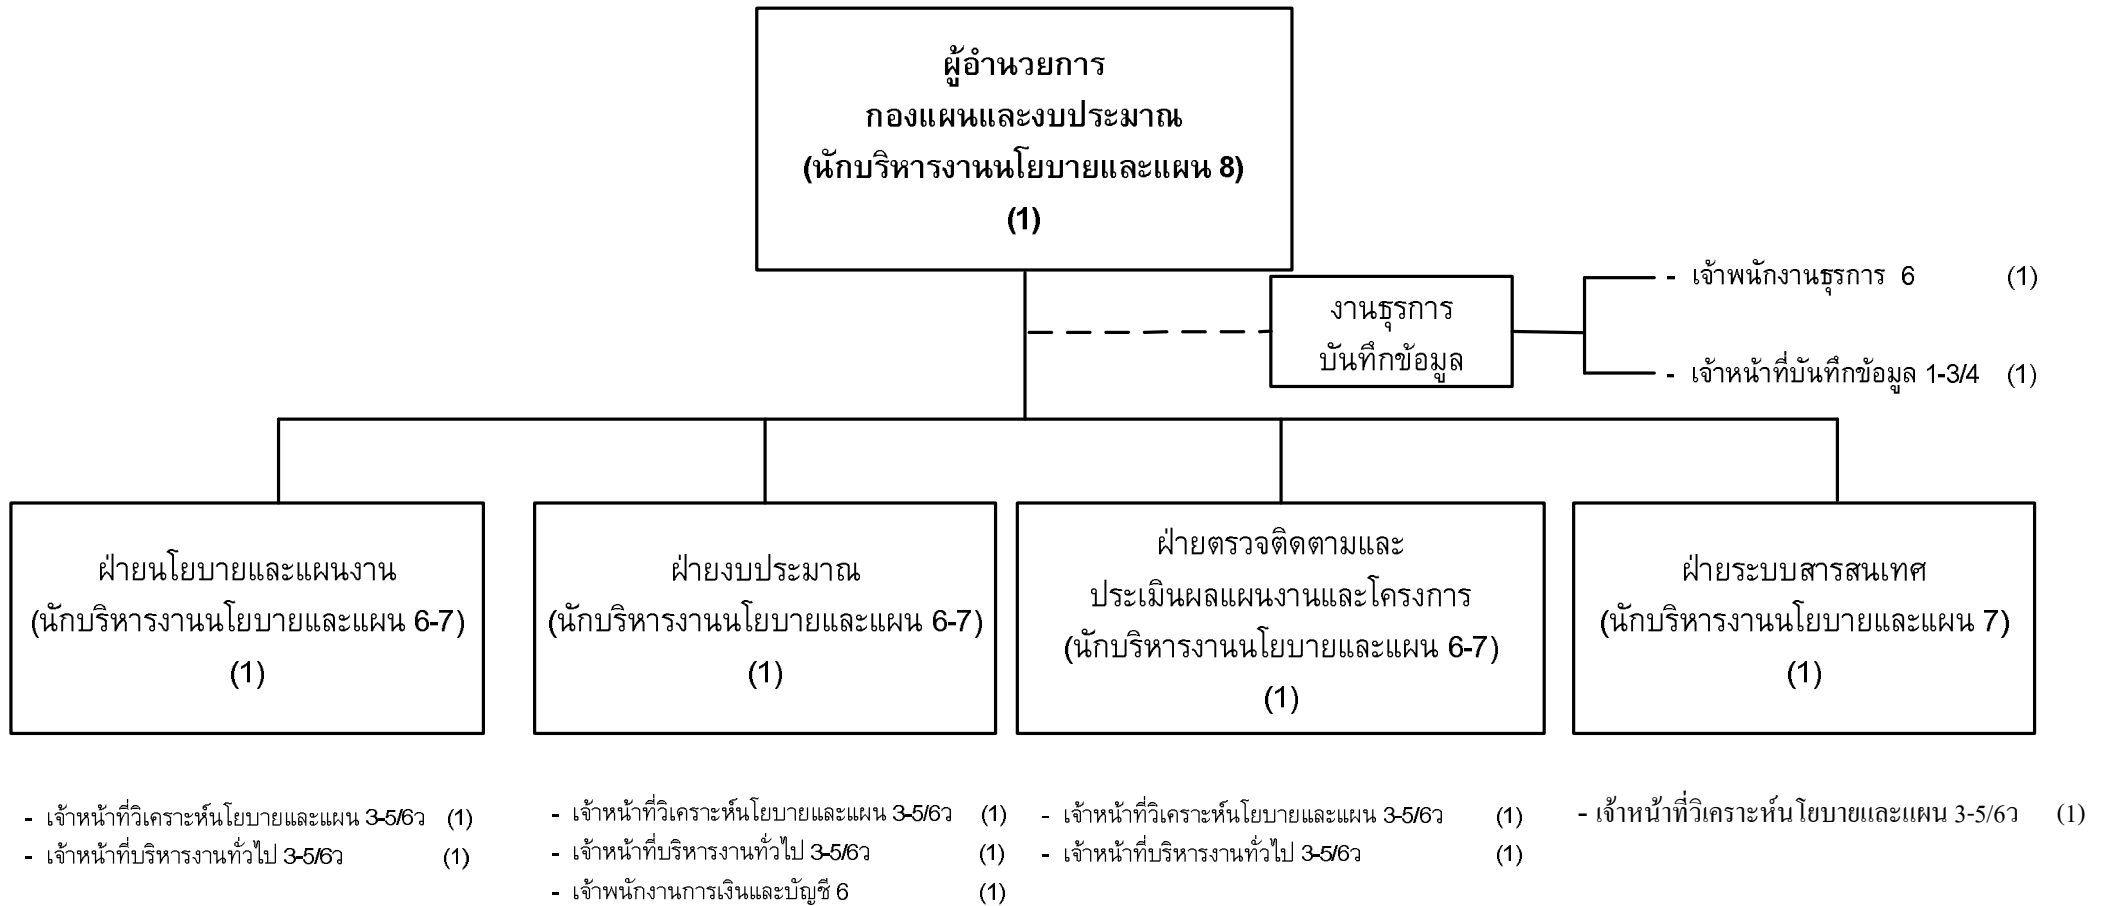 ผู้อำนวยการ
กองแผนและงบประมาณ
(นักบริหารงานนโยบายและแผน 8)
(1)
งานธุรการ
บันทึกข้อมูล
- เจ้าพนักงานธุรการ 6 (1)
- เจ้าหน้าที่บันทึกข้อมูล 1-3/4 (1)
ฝ่ายนโยบายและแผนงาน
(นักบริหารงานนโยบายและแผน 6-7)
(1)
ฝ่ายงบประมาณ
(นักบริหารงานนโยบายและแผน 6-7)
(1)
ฝ่ายตรวจติดตามและ
ประเมินผลแผนงานและโครงการ
(นักบริหารงานนโยบายและแผน 6-7)
(1)
ฝ่ายระบบสารสนเทศ
(นักบริหารงานนโยบายและแผน 7)
(1)
- เจ้าหน้าที่วิเคราะห์นโยบายและแผน 3-5/6ว (1)
- เจ้าหน้าที่บริหารงานทั่วไป 3-5/6ว (1)
- เจ้าหน้าที่วิเคราะห์นโยบายและแผน 3-5/6ว (1)
- เจ้าหน้าที่บริหารงานทั่วไป 3-5/6ว (1)
- เจ้าพนักงานการเงินและบัญชี 6 (1)
- เจ้าหน้าที่วิเคราะห์นโยบายและแผน 3-5/6ว (1)
- เจ้าหน้าที่บริหารงานทั่วไป 3-5/6ว (1)
- เจ้าหน้าที่วิเคราะห์นโยบายและแผน 3-5/6ว (1)